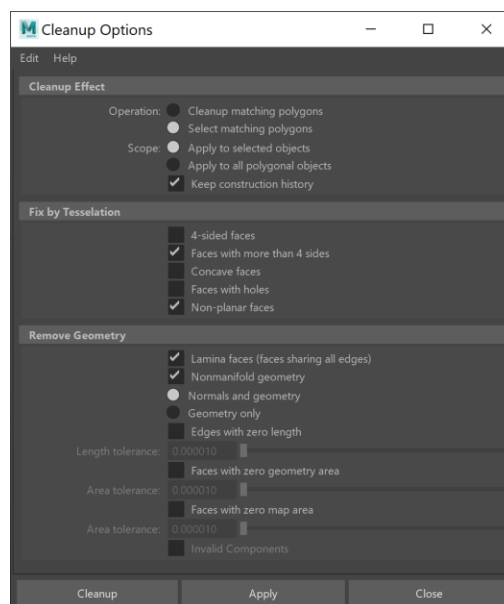 Cleanup Options
Edit Help
Cleanup Effect
Operation: Cleanup matching polygons
Select matching polygons
Scope: Apply to selected objects
Apply to all polygonal objects
Keep construction history
Fix by Tesselation
4-sided faces
Faces with more than 4 sides
Concave faces
Faces with holes
Non-planar faces
Remove Geometry
Lamina faces (faces sharing all edges)
Nonmanifold geometry
Normals and geometry
Geometry only
Edges with zero length
Length tolerance: 0.000010
Faces with zero geometry area
Area tolerance: 0.000010
Faces with zero map area
Area tolerance: 0.000010
Invalid Components
Cleanup Apply Close